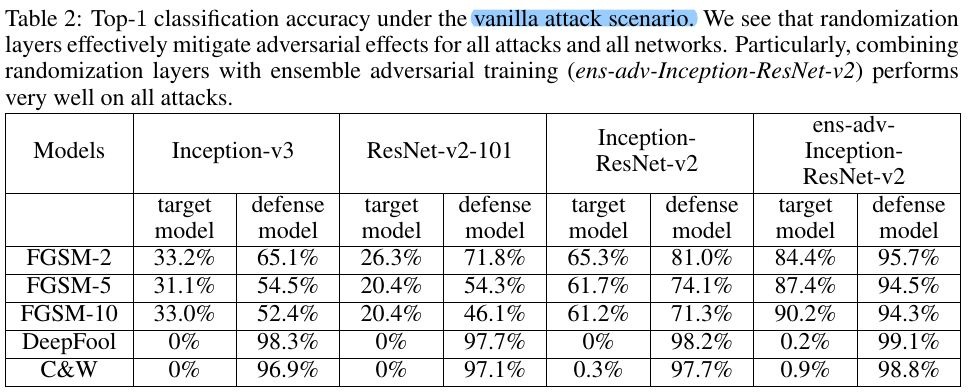 Table 2: Top-1 classification accuracy under the vanilla attack scenario. We see that randomization
layers effectively mitigate adversarial effects for all attacks and all networks. Particularly, combining
randomization layers with ensemble adversarial training (ens-adv-Inception-ResNet-v2) performs
very well on all attacks.
Models Inception-v3 ResNet-v2-101 Inception-ResNet-v2 ens-adv-Inception-ResNet-v2
target model defense model target model defense model target model defense model target model defense model
FGSM-2 33.2% 65.1% 26.3% 71.8% 65.3% 81.0% 84.4% 95.7%
FGSM-5 31.1% 54.5% 20.4% 54.3% 61.7% 74.1% 87.4% 94.5%
FGSM-10 33.0% 52.4% 20.4% 46.1% 61.2% 71.3% 90.2% 94.3%
DeepFool 0% 98.3% 0% 97.7% 0% 98.2% 0.2% 99.1%
C&W 0% 96.9% 0% 97.1% 0.3% 97.7% 0.9% 98.8%